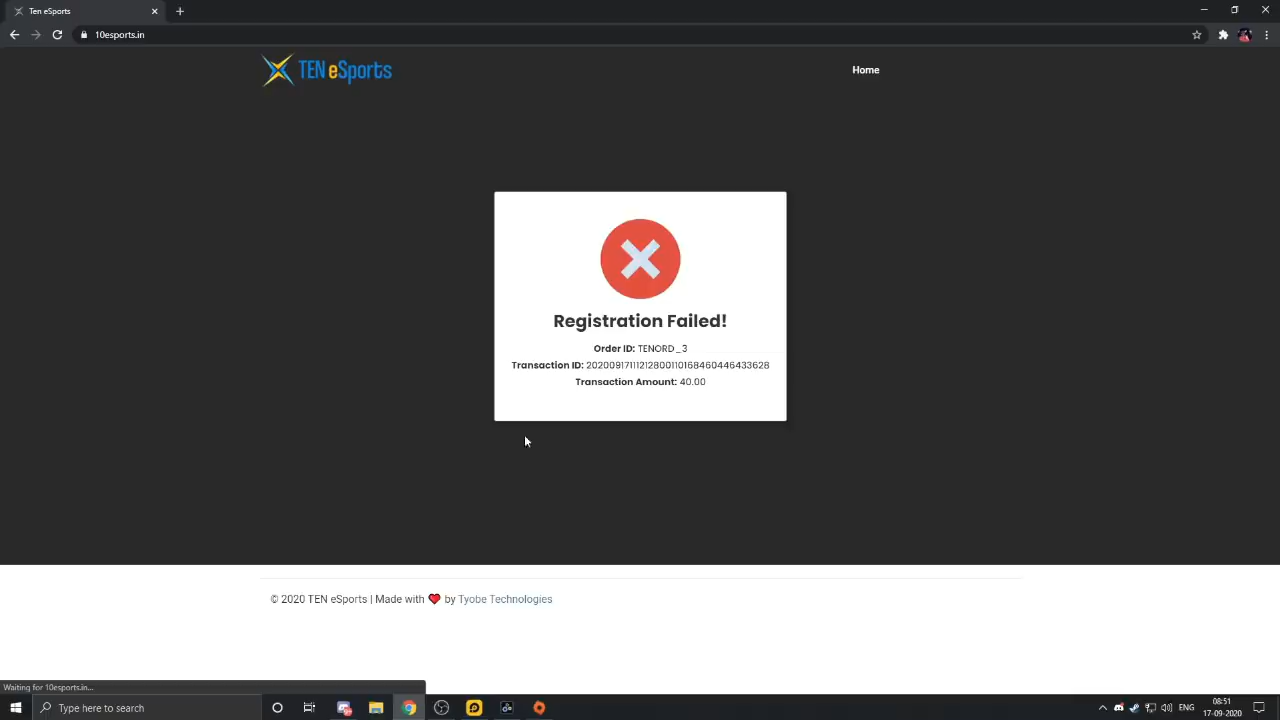 Ten eSports
10esports.in
TEN eSports
Home
Registration Failed!
Order ID: TENORD_3
Transaction ID: 20200917111212800110168460446433628
Transaction Amount: 40.00
© 2020 TEN eSports | Made with ❤ by Tyobe Technologies
Waiting for 10esports.in...
Type here to search
ENG
08:51
17-09-2020